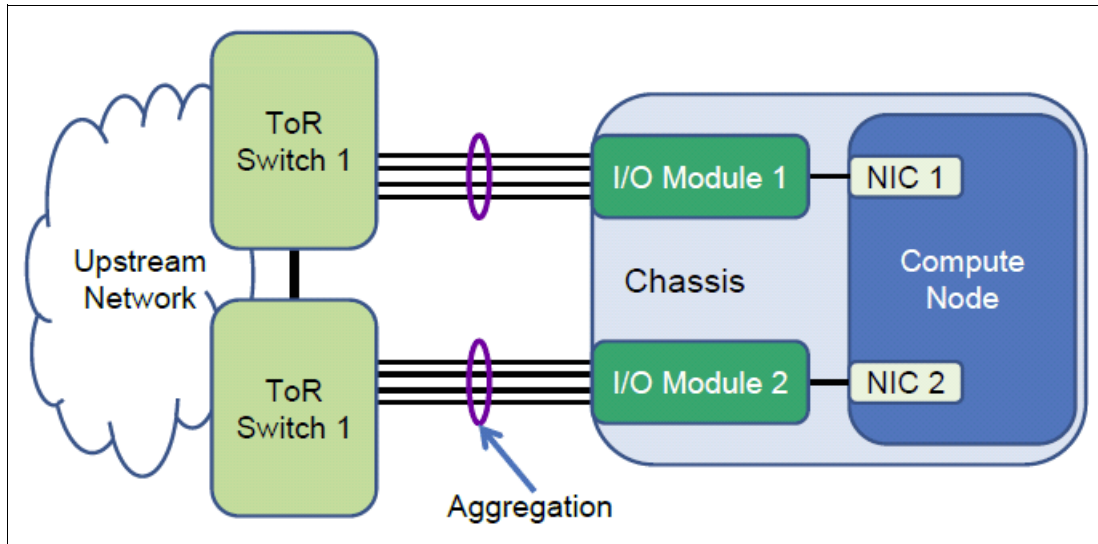 ToR
Switch 1
I/O Module 1
NIC 1
Upstream
Network
Chassis
Compute
Node
ToR
Switch 1
I/O Module 2
NIC 2
Aggregation